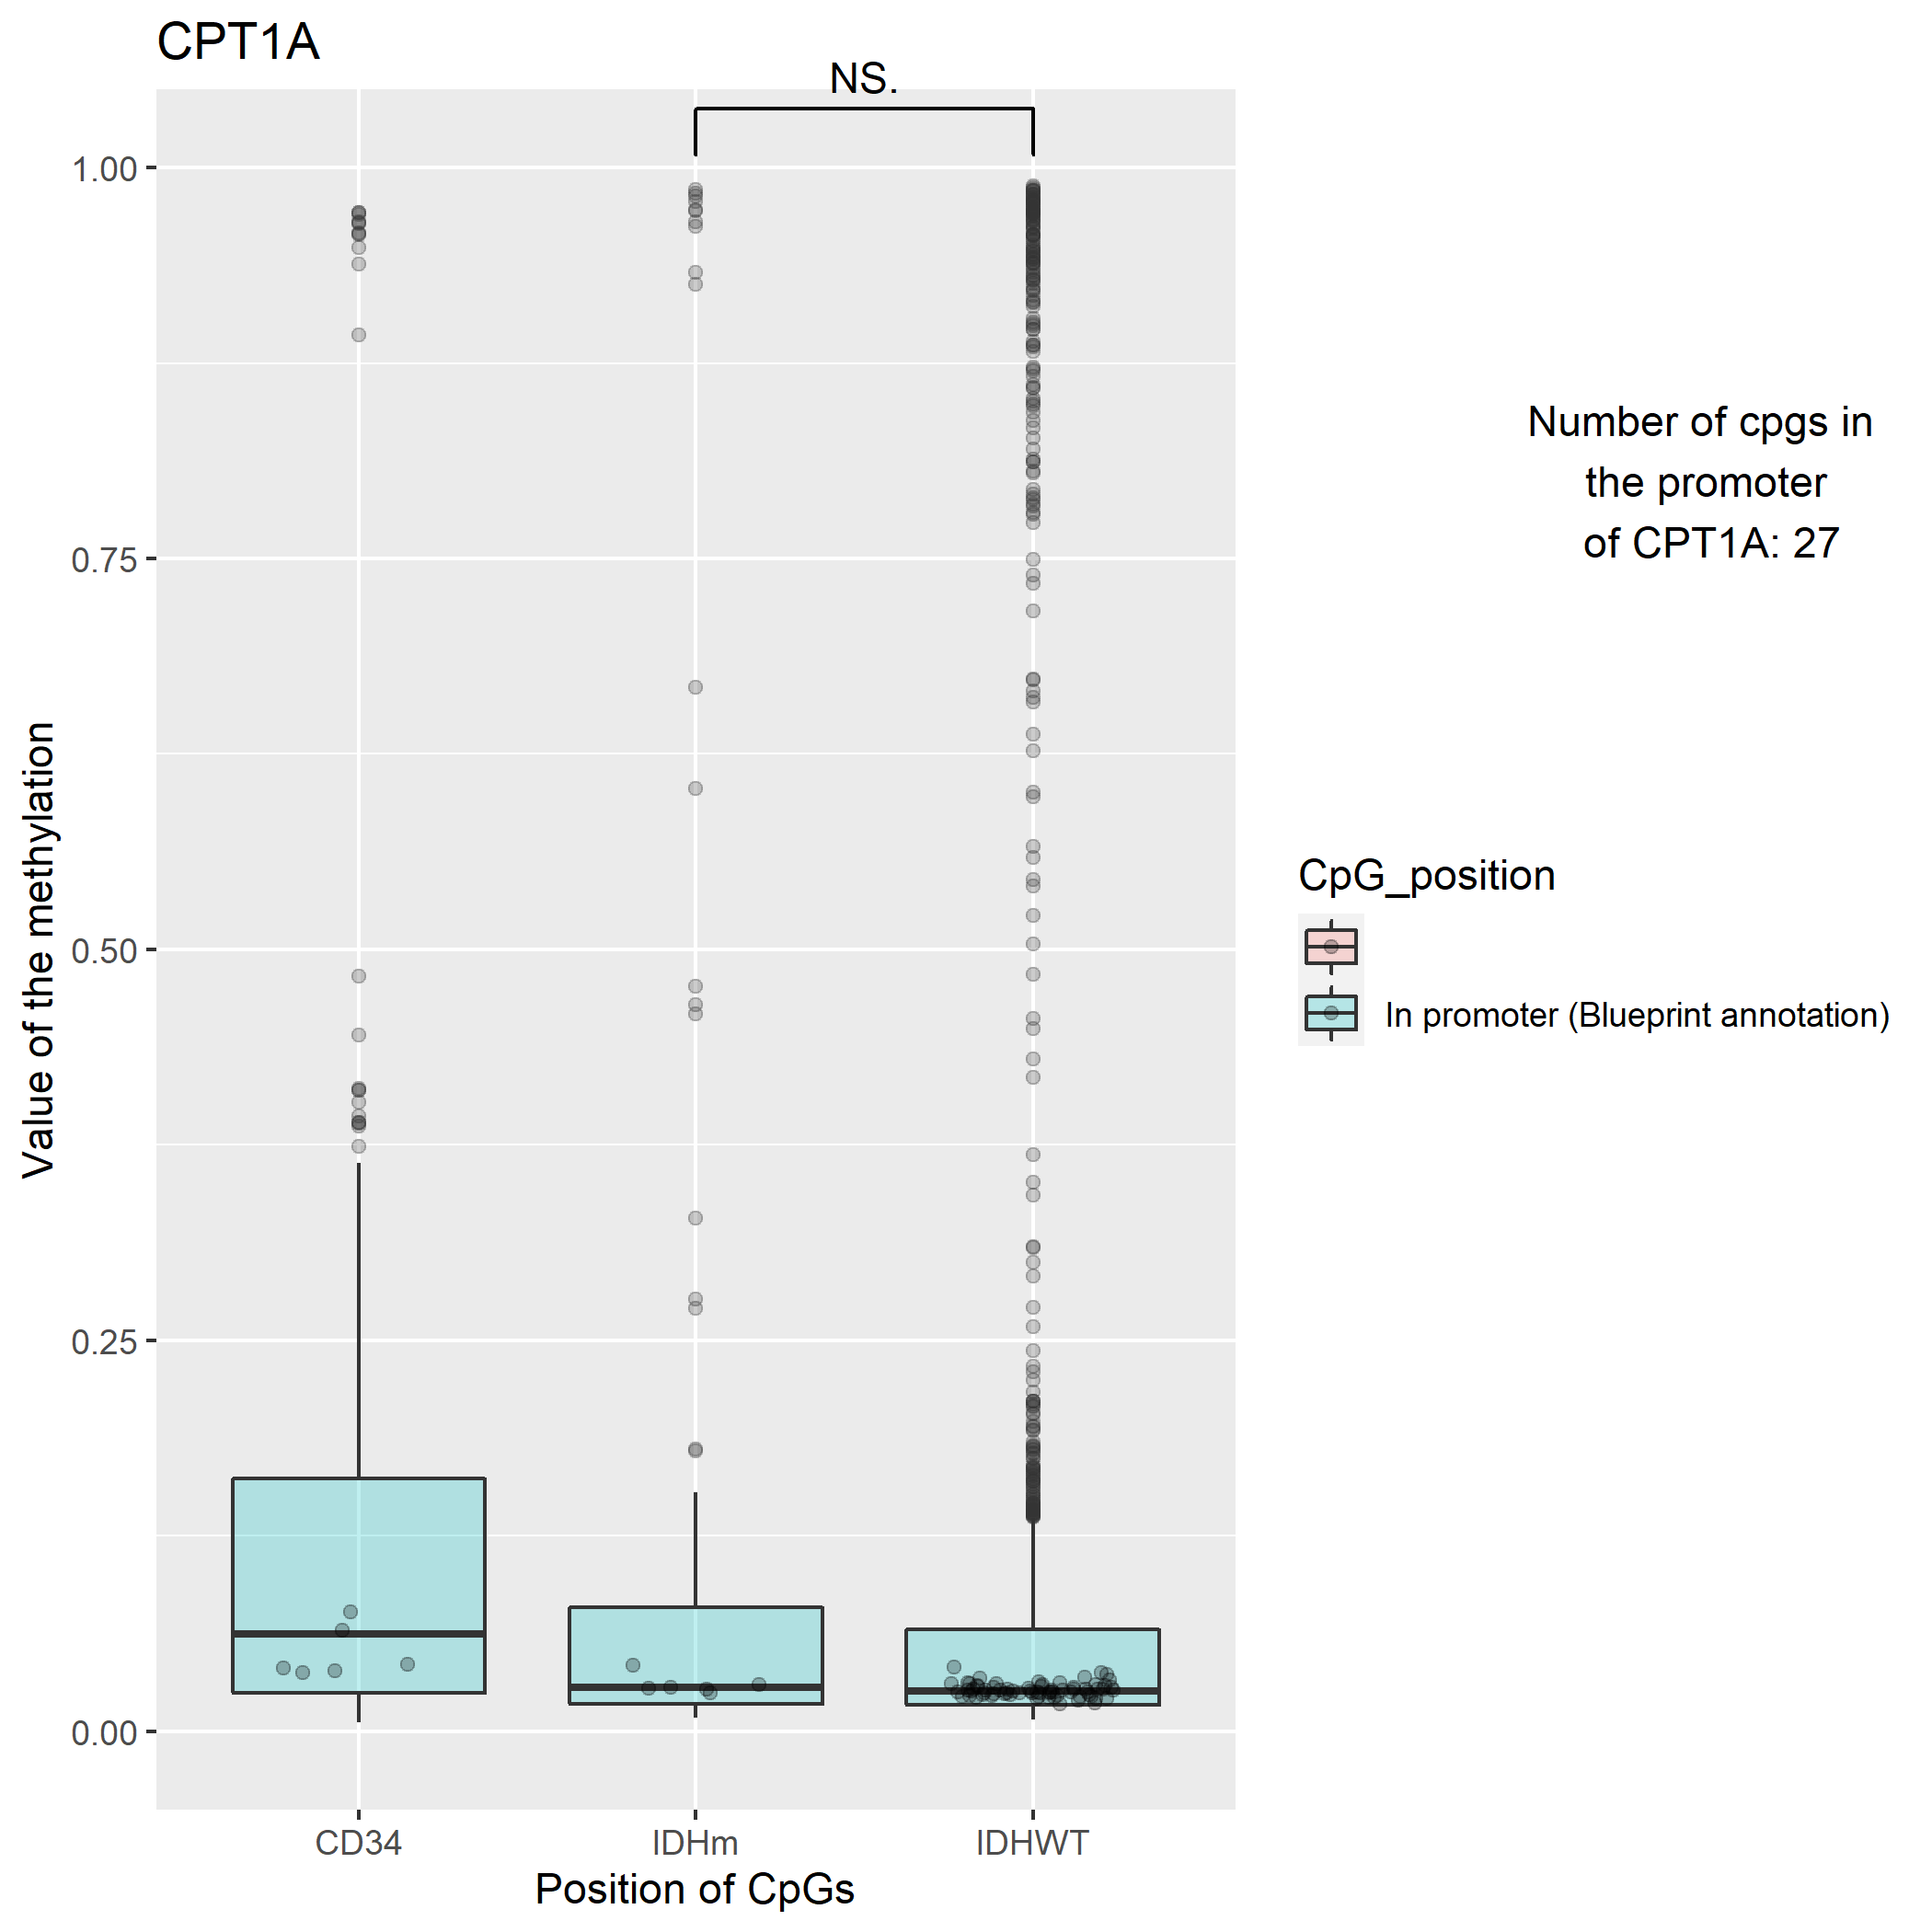 CPT1A
NS.
1.00
0.75
0.50
0.25
0.00
Value of the methylation
CD34
IDHm
IDHWT
Position of CpGs
Number of cpgs in
the promoter
of CPT1A: 27
CpG_position
In promoter (Blueprint annotation)